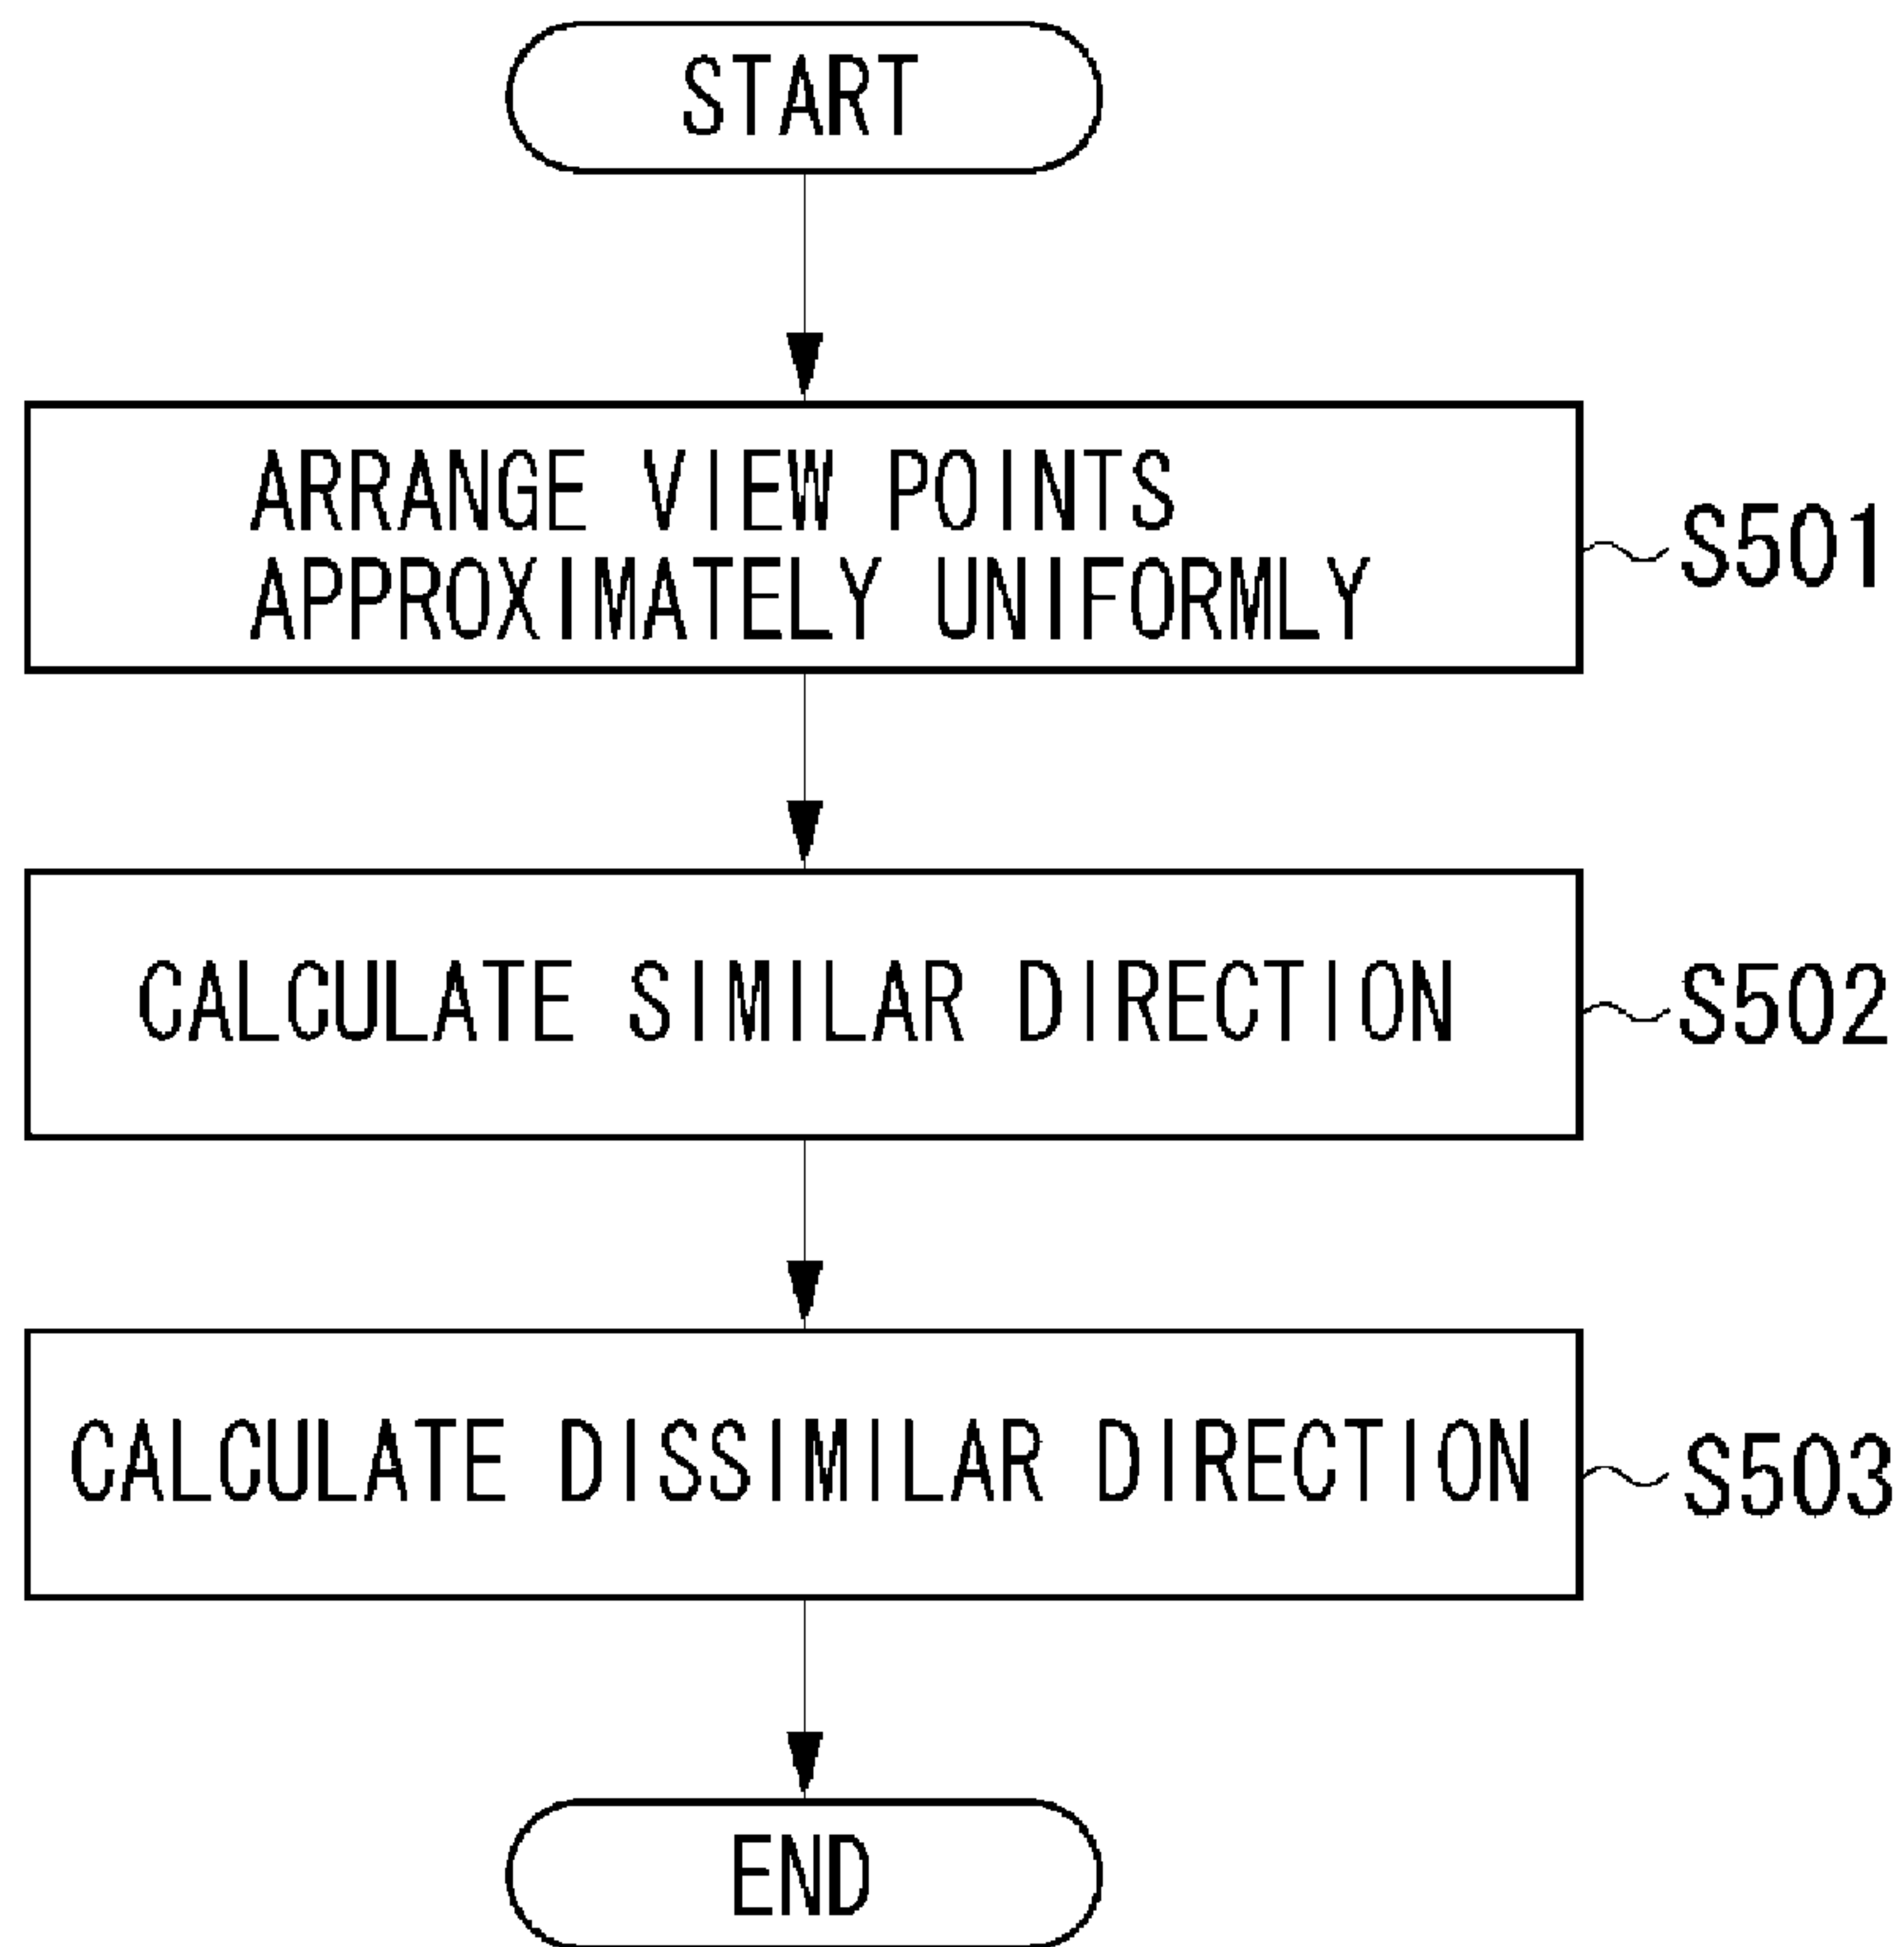 START
ARRANGE VIEW POINTS
APPROXIMATELY UNIFORMLY
S501
CALCULATE SIMILAR DIRECTION
S502
CALCULATE DISSIMILAR DIRECTION
S503
END